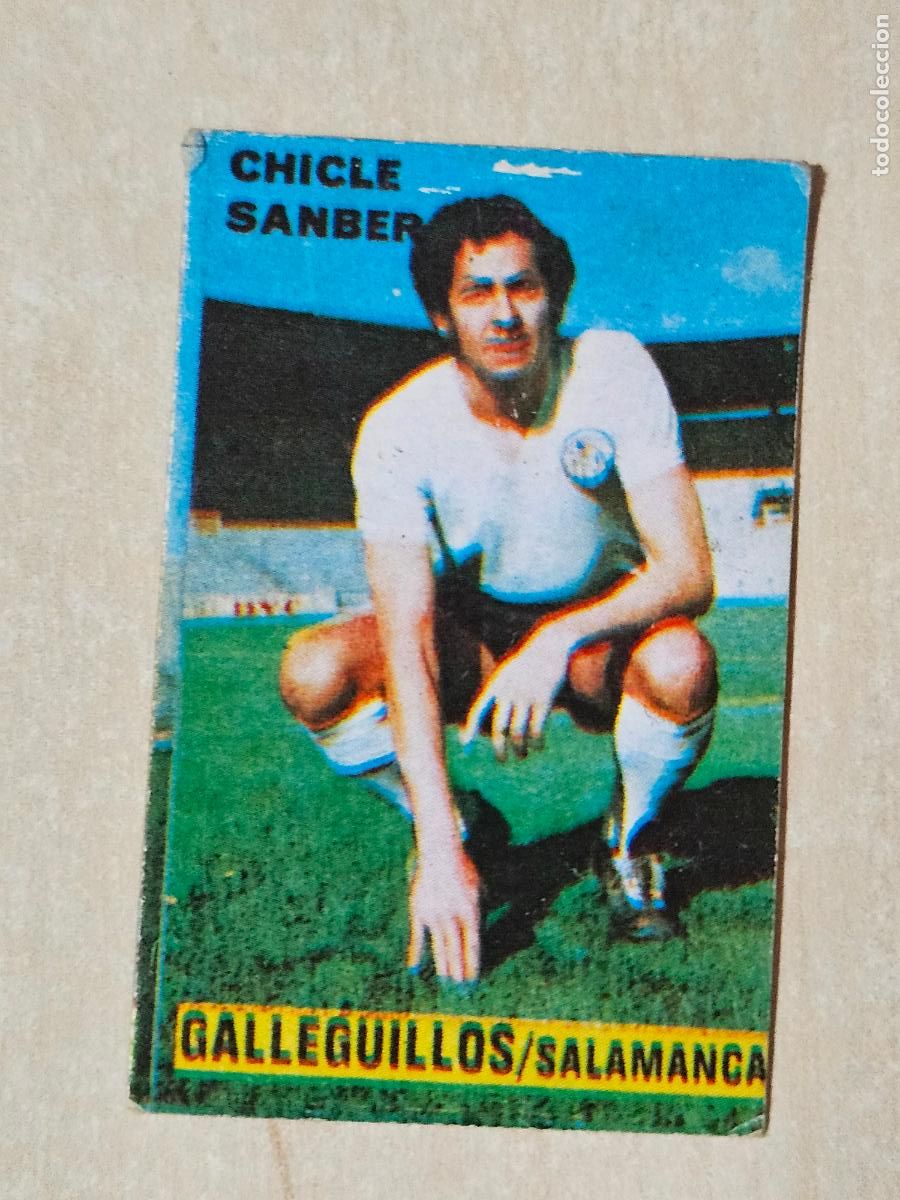 CHICLE
SANBER
GALLEGUILLOS/SALAMANCA
todocoleccion